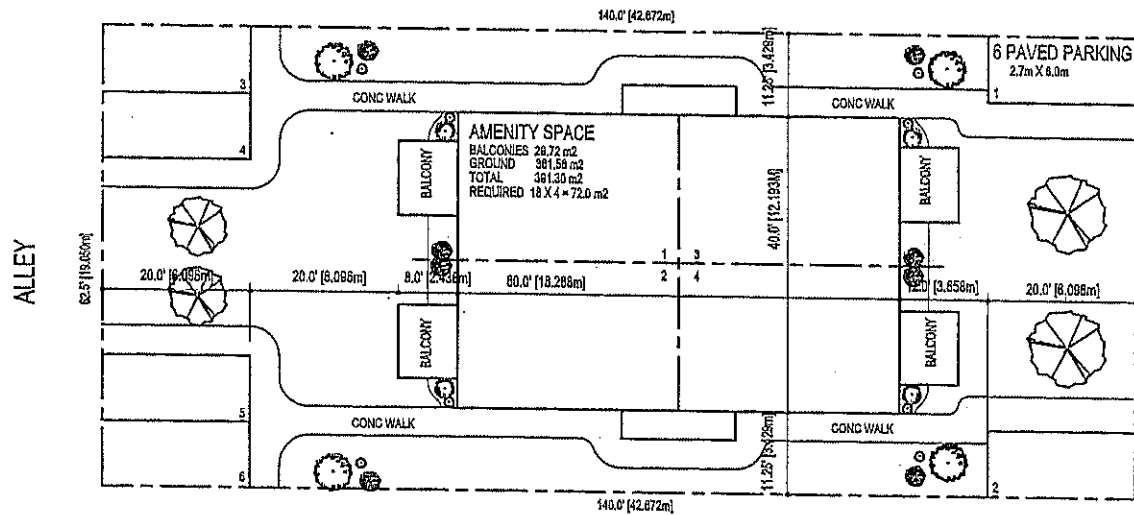 140.0' [42.672m]
6 PAVED PARKING
2.7m X 6.0m
11.25' [3.429m]
3
1
CONC WALK
CONC WALK
AMENITY SPACE
BALCONIES 29.72 m2
GROUND 361.58 m2
TOTAL 391.30 m2
REQUIRED 18 X 4 = 72.0 m2
4
BALCONY
BALCONY
40.0' [12.193M]
ALLEY
62.5' [19.050m]
1 3
2 4
20.0' [6.096m]
20.0' [6.096m]
8.0' [2.438m]
60.0' [18.288m]
12.0' [3.658m]
20.0' [6.096m]
BALCONY
BALCONY
5
CONC WALK
CONC WALK
11.25' [3.429m]
6
2
140.0' [42.672m]